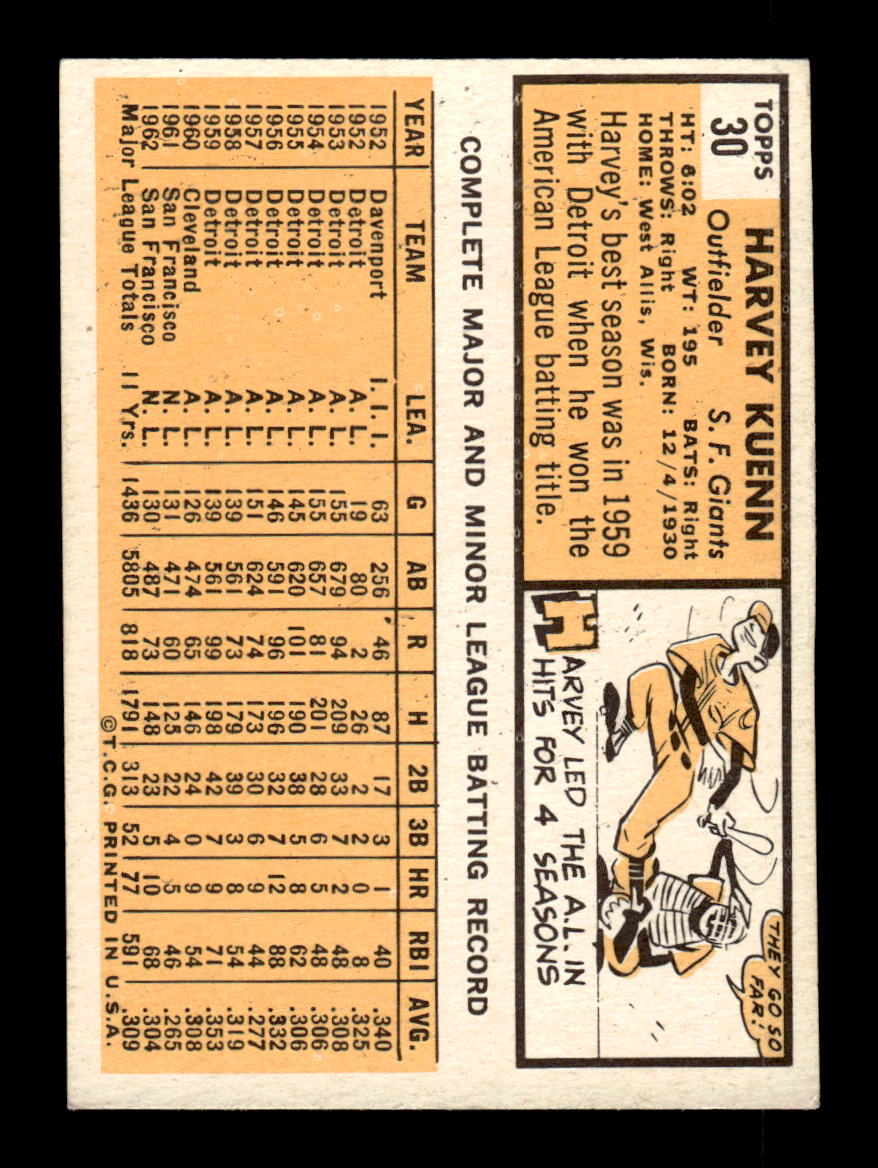 TOPPS
30
HARVEY KUENN
Outfielder S. F. Giants
HT: 6:02 WT: 195 BATS: Right
THROWS: Right BORN: 12/4/1930
HOME: West Allis, Wis.
Harvey's best season was in 1959
with Detroit when he won the
American League batting title.
THEY GO SO
FAR!
HARVEY LED THE A.L. IN
HITS FOR 4 SEASONS
COMPLETE MAJOR AND MINOR LEAGUE BATTING RECORD
YEAR TEAM LEA. G AB R H 2B 3B HR RBI AVG.
1952 Davenport I. I. I. 63 256 46 87 17 3 1 40 .340
1952 Detroit A. L. 19 80 2 26 2 2 0 8 .325
1953 Detroit A. L. 155 679 94 209 33 7 2 48 .308
1954 Detroit A. L. 155 657 81 201 28 6 5 48 .306
1955 Detroit A. L. 145 620 101 190 38 5 8 62 .306
1956 Detroit A. L. 146 591 96 196 32 7 12 88 .332
1957 Detroit A. L. 151 624 74 173 30 6 9 44 .277
1958 Detroit A. L. 139 561 73 179 39 3 8 54 .319
1959 Detroit A. L. 139 561 99 198 42 7 9 71 .353
1960 Cleveland A. L. 126 474 65 146 24 0 9 54 .308
1961 San Francisco N. L. 131 471 60 125 22 4 5 46 .265
1962 San Francisco N. L. 130 487 73 148 23 5 10 68 .304
Major League Totals 11 Yrs. 1436 5805 818 1791 313 52 77 591 .309
©T.C.G. PRINTED IN U.S.A.